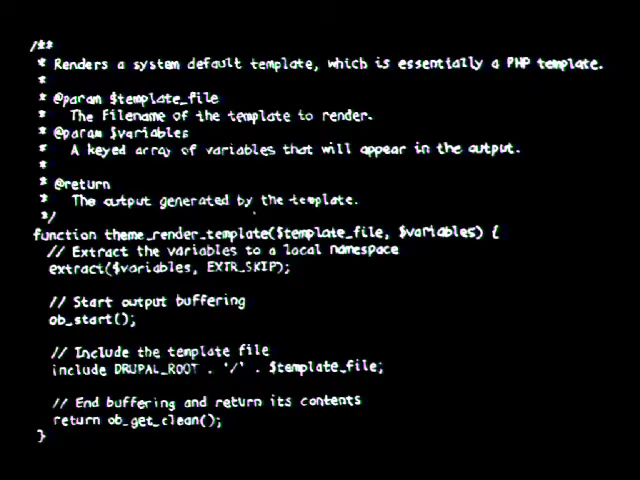 /**
* Renders a system default template, which is essentially a PHP template.
*
* @param $template_file
* The filename of the template to render.
* @param $variables
* A keyed array of variables that will appear in the output.
*
* @return
* The output generated by the template.
*/
function theme_render_template($template_file, $variables) {
// Extract the variables to a local namespace
extract($variables, EXTR_SKIP);
// Start output buffering
ob_start();
// Include the template file
include DRUPAL_ROOT . '/' . $template_file;
// End buffering and return its contents
return ob_get_clean();
}